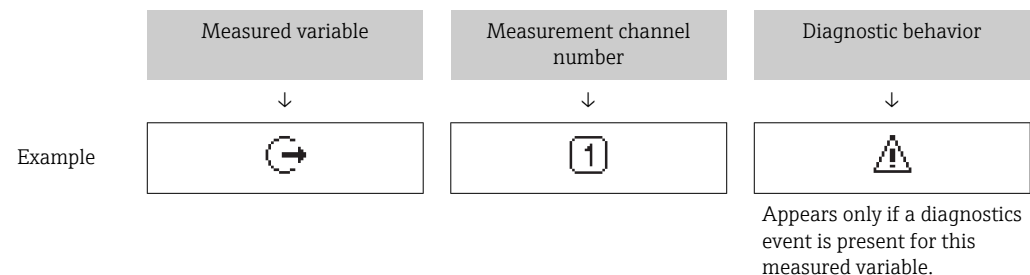 Measured variable
Measurement channel
number
Diagnostic behavior
↓ ↓ ↓
Example
1
Appears only if a diagnostics
event is present for this
measured variable.